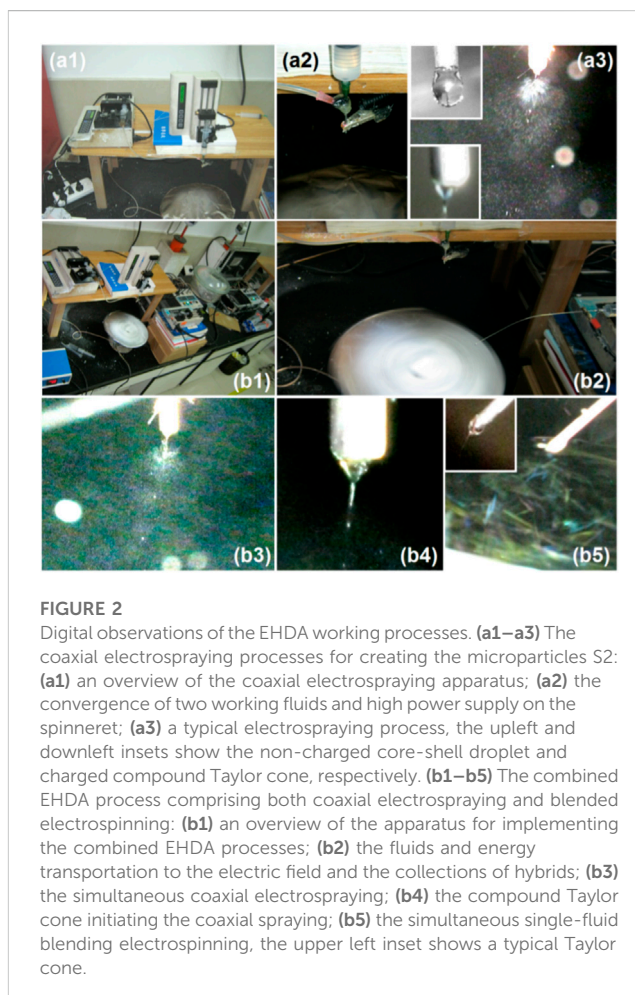 (a1)
(a2)
(a3)
(b1)
(b2)
(b3)
(b4)
(b5)
FIGURE 2
Digital observations of the EHDA working processes. (a1–a3) The
coaxial electrospraying processes for creating the microparticles S2:
(a1) an overview of the coaxial electrospraying apparatus; (a2) the
convergence of two working fluids and high power supply on the
spinneret; (a3) a typical electrospraying process, the upleft and
downleft insets show the non-charged core-shell droplet and
charged compound Taylor cone, respectively. (b1–b5) The combined
EHDA process comprising both coaxial electrospraying and blended
electrospinning: (b1) an overview of the apparatus for implementing
the combined EHDA processes; (b2) the fluids and energy
transportation to the electric field and the collections of hybrids; (b3)
the simultaneous coaxial electrospraying; (b4) the compound Taylor
cone initiating the coaxial spraying; (b5) the simultaneous single-fluid
blending electrospinning, the upper left inset shows a typical Taylor
cone.